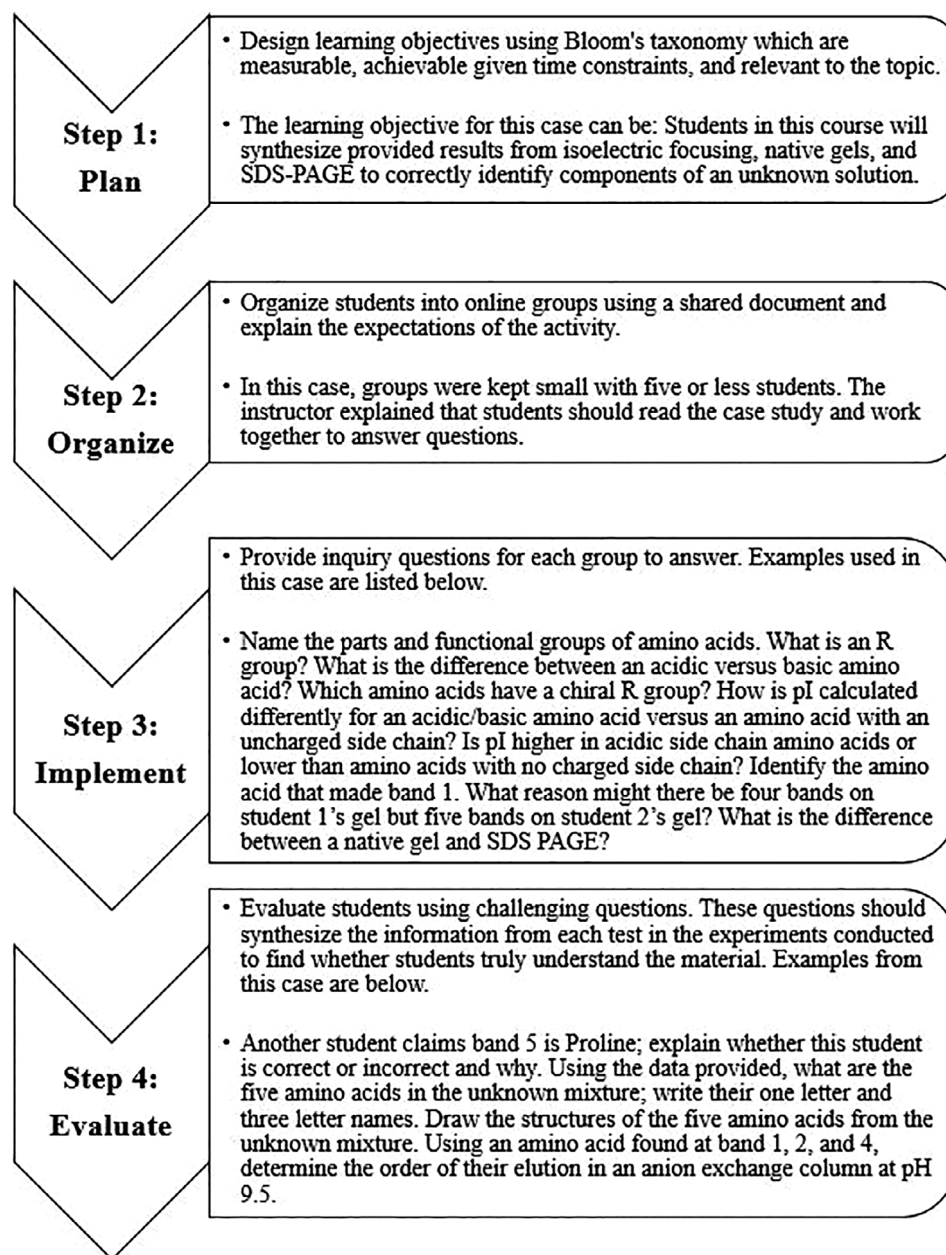 Step 1:
Plan
• Design learning objectives using Bloom's taxonomy which are
measurable, achievable given time constraints, and relevant to the topic.
• The learning objective for this case can be: Students in this course will
synthesize provided results from isoelectric focusing, native gels, and
SDS-PAGE to correctly identify components of an unknown solution.
Step 2:
Organize
• Organize students into online groups using a shared document and
explain the expectations of the activity.
• In this case, groups were kept small with five or less students. The
instructor explained that students should read the case study and work
together to answer questions.
Step 3:
Implement
• Provide inquiry questions for each group to answer. Examples used in
this case are listed below.
• Name the parts and functional groups of amino acids. What is an R
group? What is the difference between an acidic versus basic amino
acid? Which amino acids have a chiral R group? How is pI calculated
differently for an acidic/basic amino acid versus an amino acid with an
uncharged side chain? Is pI higher in acidic side chain amino acids or
lower than amino acids with no charged side chain? Identify the amino
acid that made band 1. What reason might there be four bands on
student 1's gel but five bands on student 2's gel? What is the difference
between a native gel and SDS PAGE?
Step 4:
Evaluate
• Evaluate students using challenging questions. These questions should
synthesize the information from each test in the experiments conducted
to find whether students truly understand the material. Examples from
this case are below.
• Another student claims band 5 is Proline; explain whether this student
is correct or incorrect and why. Using the data provided, what are the
five amino acids in the unknown mixture; write their one letter and
three letter names. Draw the structures of the five amino acids from the
unknown mixture. Using an amino acid found at band 1, 2, and 4,
determine the order of their elution in an anion exchange column at pH
9.5.